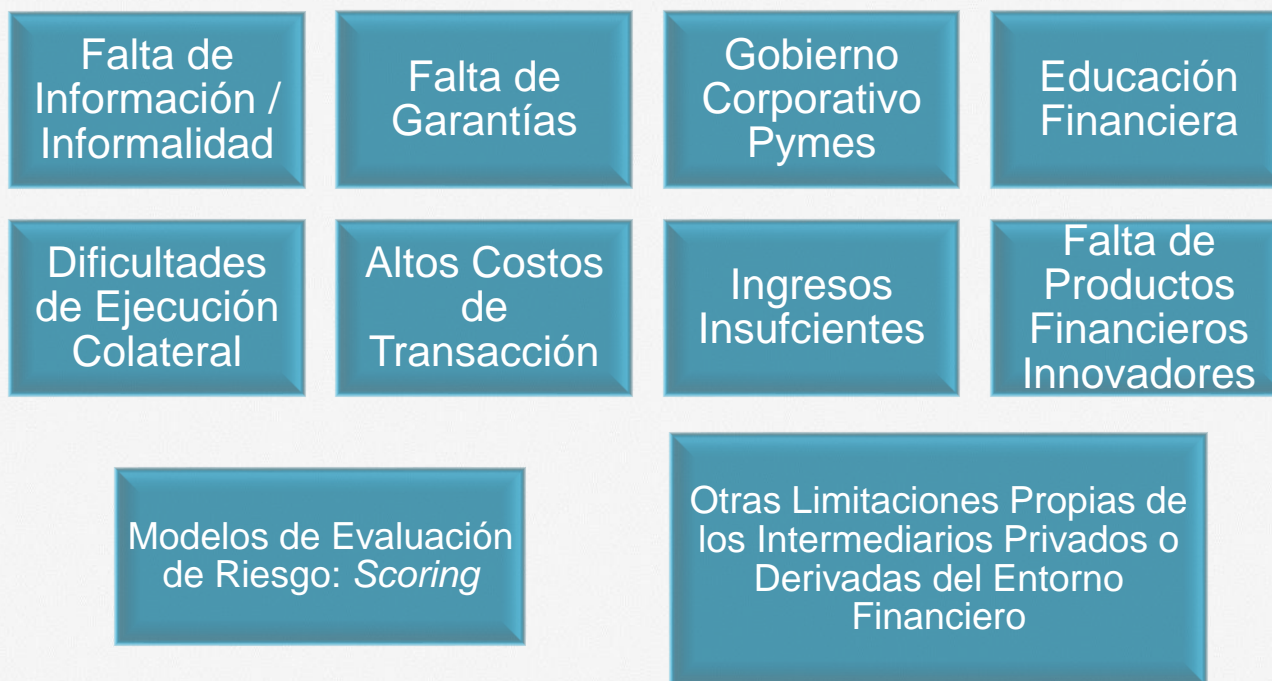 Falta de
Información /
Informalidad
Falta de
Garantías
Gobierno
Corporativo
Pymes
Educación
Financiera
Dificultades
de Ejecución
Colateral
Altos Costos
de
Transacción
Ingresos
Insufcientes
Falta de
Productos
Financieros
Innovadores
Modelos de Evaluación
de Riesgo: Scoring
Otras Limitaciones Propias de
los Intermediarios Privados o
Derivadas del Entorno
Financiero